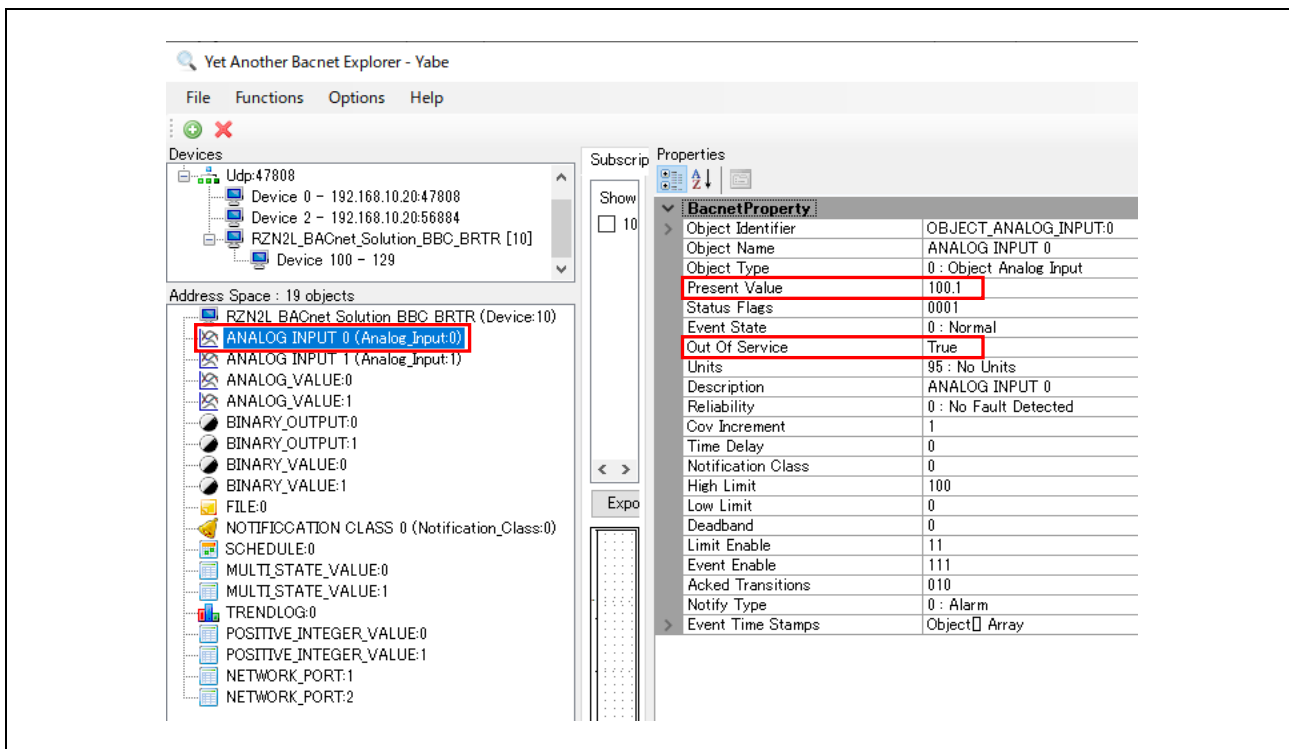 Yet Another Bacnet Explorer - Yabe
File Functions Options Help
Devices
Udp:47808
Device 0 - 192.168.10.20:47808
Device 2 - 192.168.10.20:56884
RZN2L_BACnet_Solution_BBC_BRTR [10]
Device 100 - 129
Address Space : 19 objects
RZN2L_BACnet_Solution_BBC_BRTR (Device:10)
ANALOG INPUT 0 (Analog_Input:0)
ANALOG INPUT 1 (Analog_Input:1)
ANALOG_VALUE:0
ANALOG_VALUE:1
BINARY_OUTPUT:0
BINARY_OUTPUT:1
BINARY_VALUE:0
BINARY_VALUE:1
FILE:0
NOTIFICCATION CLASS 0 (Notification_Class:0)
SCHEDULE:0
MULTI_STATE_VALUE:0
MULTI_STATE_VALUE:1
TRENDLOG:0
POSITIVE_INTEGER_VALUE:0
POSITIVE_INTEGER_VALUE:1
NETWORK_PORT:1
NETWORK_PORT:2
Subscrip
Show
10
Expo
Properties
BacnetProperty
Object Identifier OBJECT_ANALOG_INPUT:0
Object Name ANALOG INPUT 0
Object Type 0 : Object Analog Input
Present Value 100.1
Status Flags 0001
Event State 0 : Normal
Out Of Service True
Units 95 : No Units
Description ANALOG INPUT 0
Reliability 0 : No Fault Detected
Cov Increment 1
Time Delay 0
Notification Class 0
High Limit 100
Low Limit 0
Deadband 0
Limit Enable 11
Event Enable 111
Acked Transitions 010
Notify Type 0 : Alarm
Event Time Stamps Object[] Array